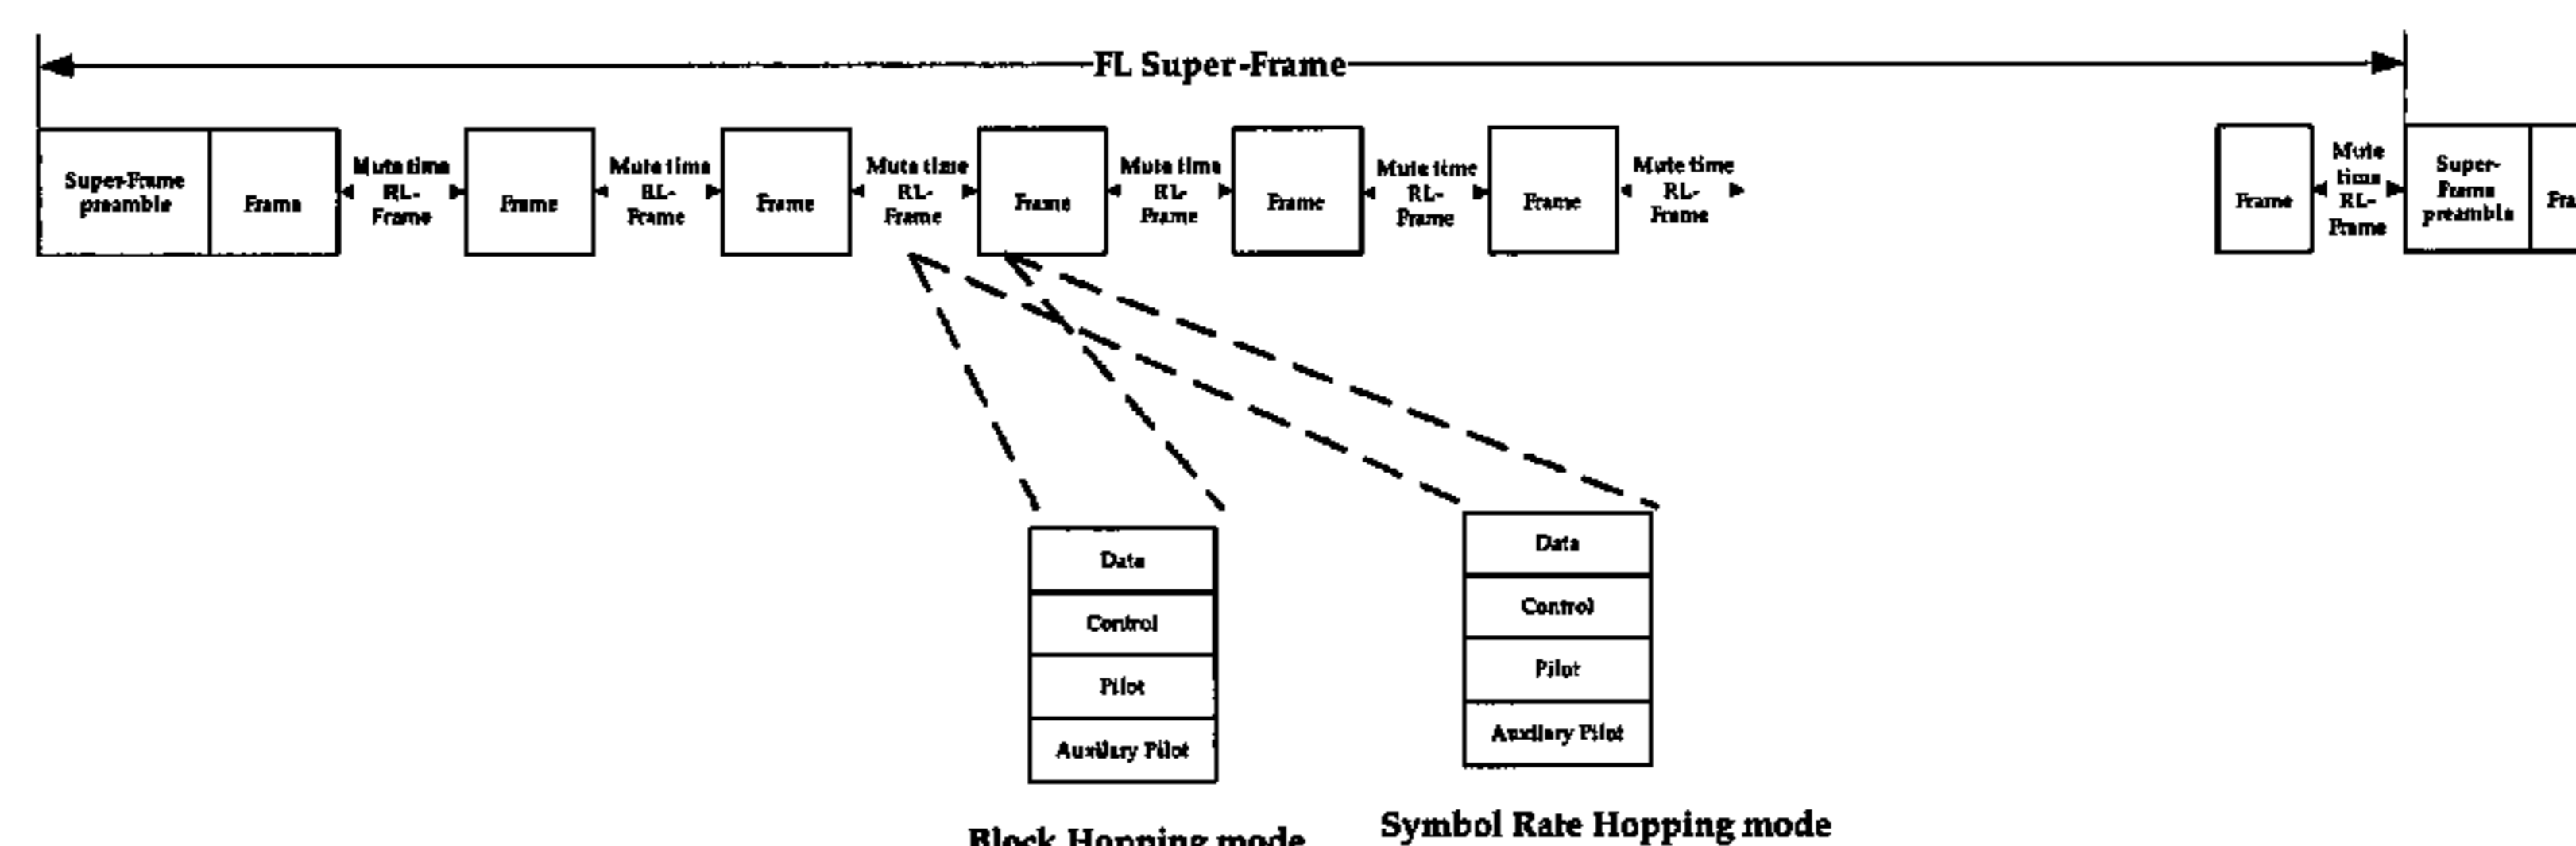 FL Super-Frame
Super-Frame
preamble
Frame
Mute time
RL-
Frame
Frame
Mute time
RL-
Frame
Frame
Mute time
RL-
Frame
Frame
Mute time
RL-
Frame
Frame
Mute time
RL-
Frame
Frame
Mute time
RL-
Frame
Frame
Mute
time
RL-
Frame
Super-
Frame
preamble
Fra
Data
Control
Pilot
Auxilary Pilot
Block Hopping mode
Data
Control
Pilot
Auxilary Pilot
Symbol Rate Hopping mode